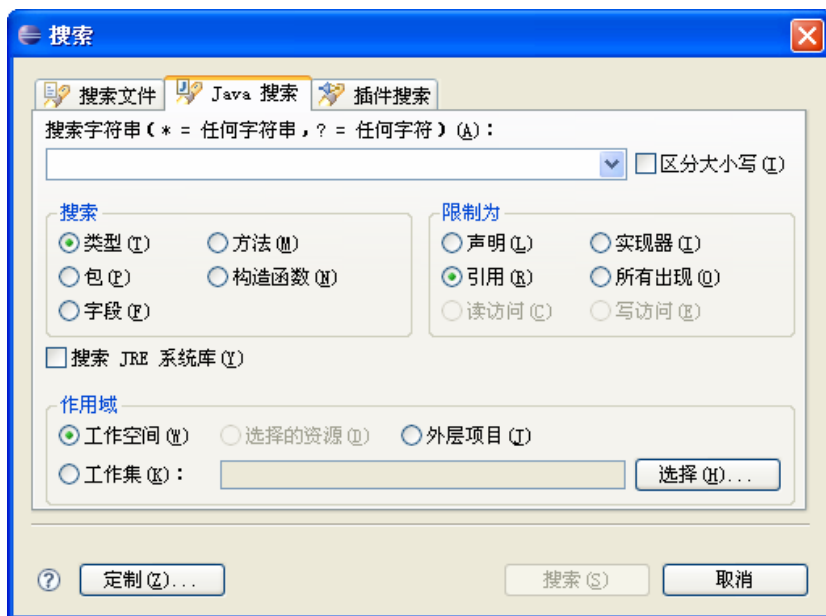 搜索
搜索文件 Java 搜索 插件搜索
搜索字符串(* = 任何字符串,? = 任何字符)(A):
区分大小写(I)
搜索
类型(T) 方法(M)
包(P) 构造函数(N)
字段(F)
限制为
声明(L) 实现器(I)
引用(R) 所有出现(O)
读访问(C) 写访问(E)
搜索 JRE 系统库(Y)
作用域
工作空间(W) 选择的资源(D) 外层项目(J)
工作集(K): 选择(H)...
? 定制(Z)... 搜索(S) 取消